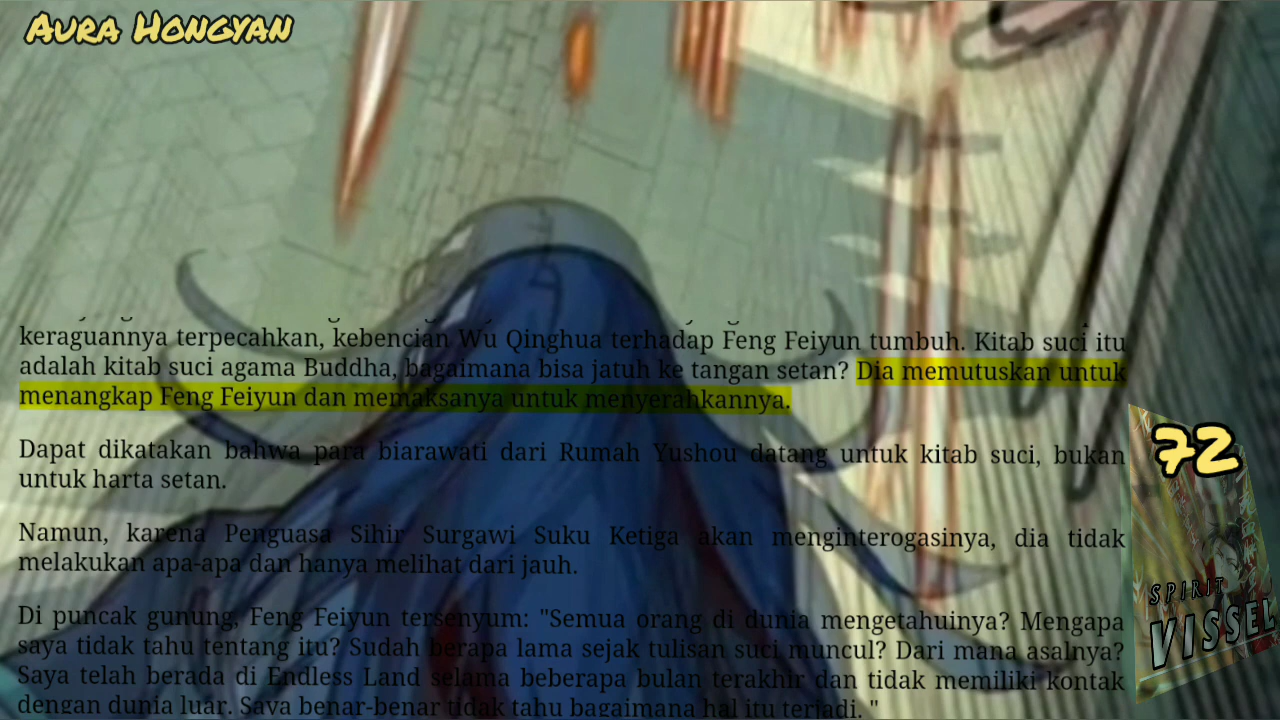 Aura Hongyan
keraguannya terpecahkan, kebencian Wu Qinghua terhadap Feng Feiyun tumbuh. Kitab suci itu
adalah kitab suci agama Buddha, bagaimana bisa jatuh ke tangan setan? Dia memutuskan untuk
menangkap Feng Feiyun dan memaksanya untuk menyerahkannya.
Dapat dikatakan bahwa para biarawati dari Rumah Yushou datang untuk kitab suci, bukan
untuk harta setan.
Namun, karena Penguasa Sihir Surgawi Suku Ketiga akan menginterogasinya, dia tidak
melakukan apa-apa dan hanya melihat dari jauh.
Di puncak gunung, Feng Feiyun tersenyum: "Semua orang di dunia mengetahuinya? Mengapa
saya tidak tahu tentang itu? Sudah berapa lama sejak tulisan suci muncul? Dari mana asalnya?
Saya telah berada di Endless Land selama beberapa bulan terakhir dan tidak memiliki kontak
dengan dunia luar. Saya benar-benar tidak tahu bagaimana hal itu terjadi. "
72
SPIRIT
VISSEL